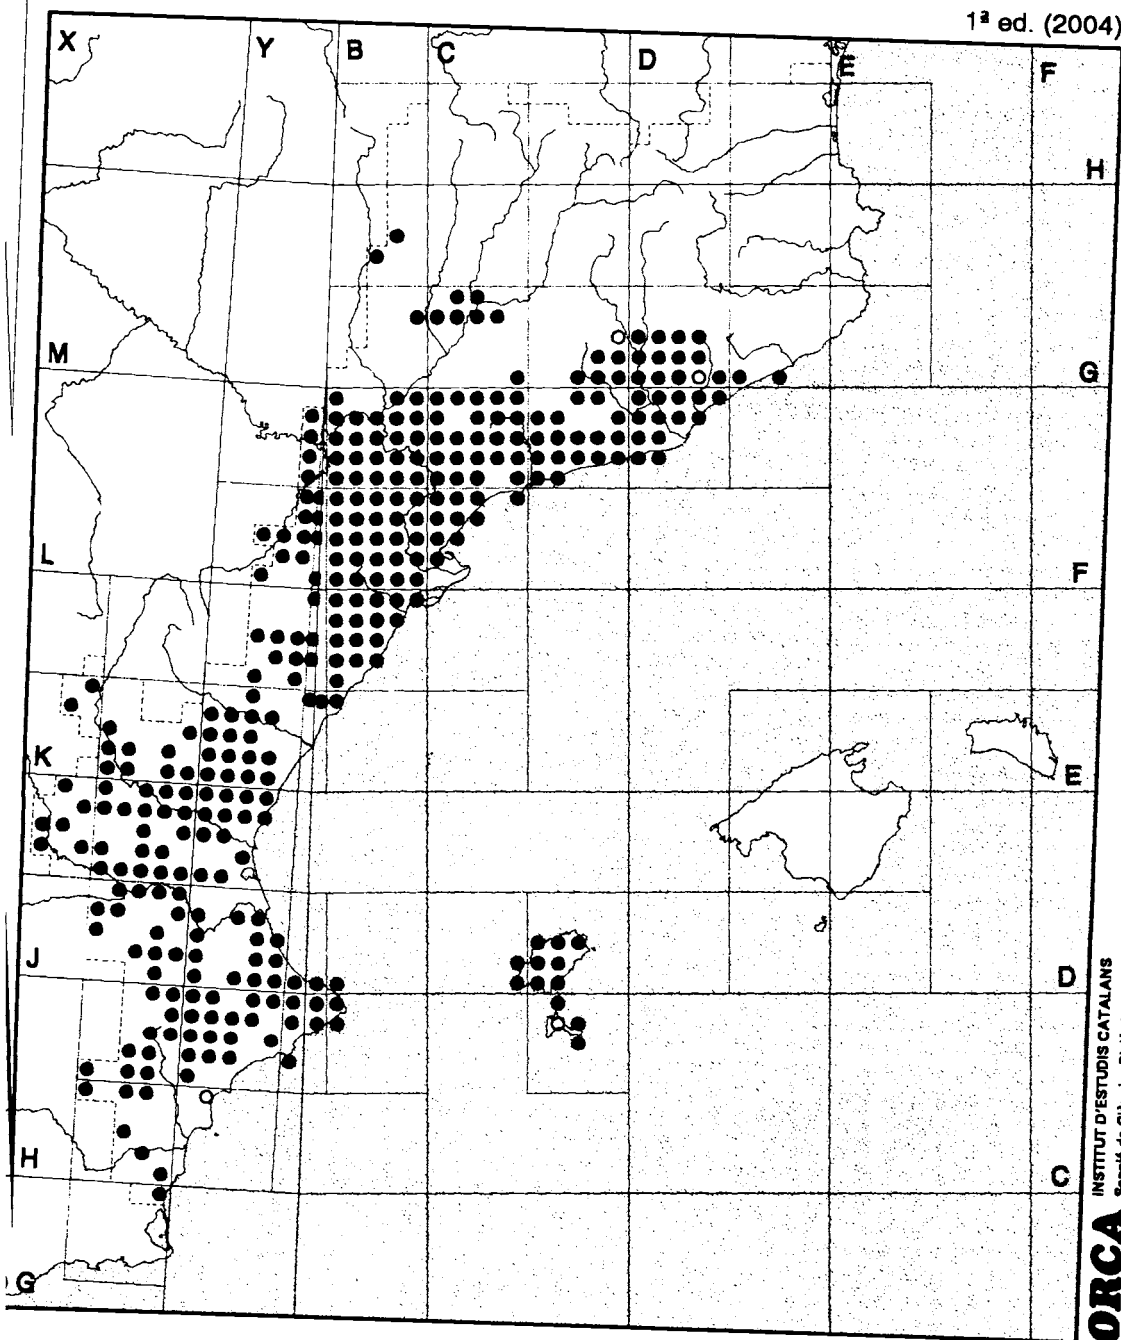 1ª ed. (2004)
X Y B C D E F
H
M G
L F
K E
J D
H C
G
ORCA INSTITUT D'ESTUDIS CATALANS